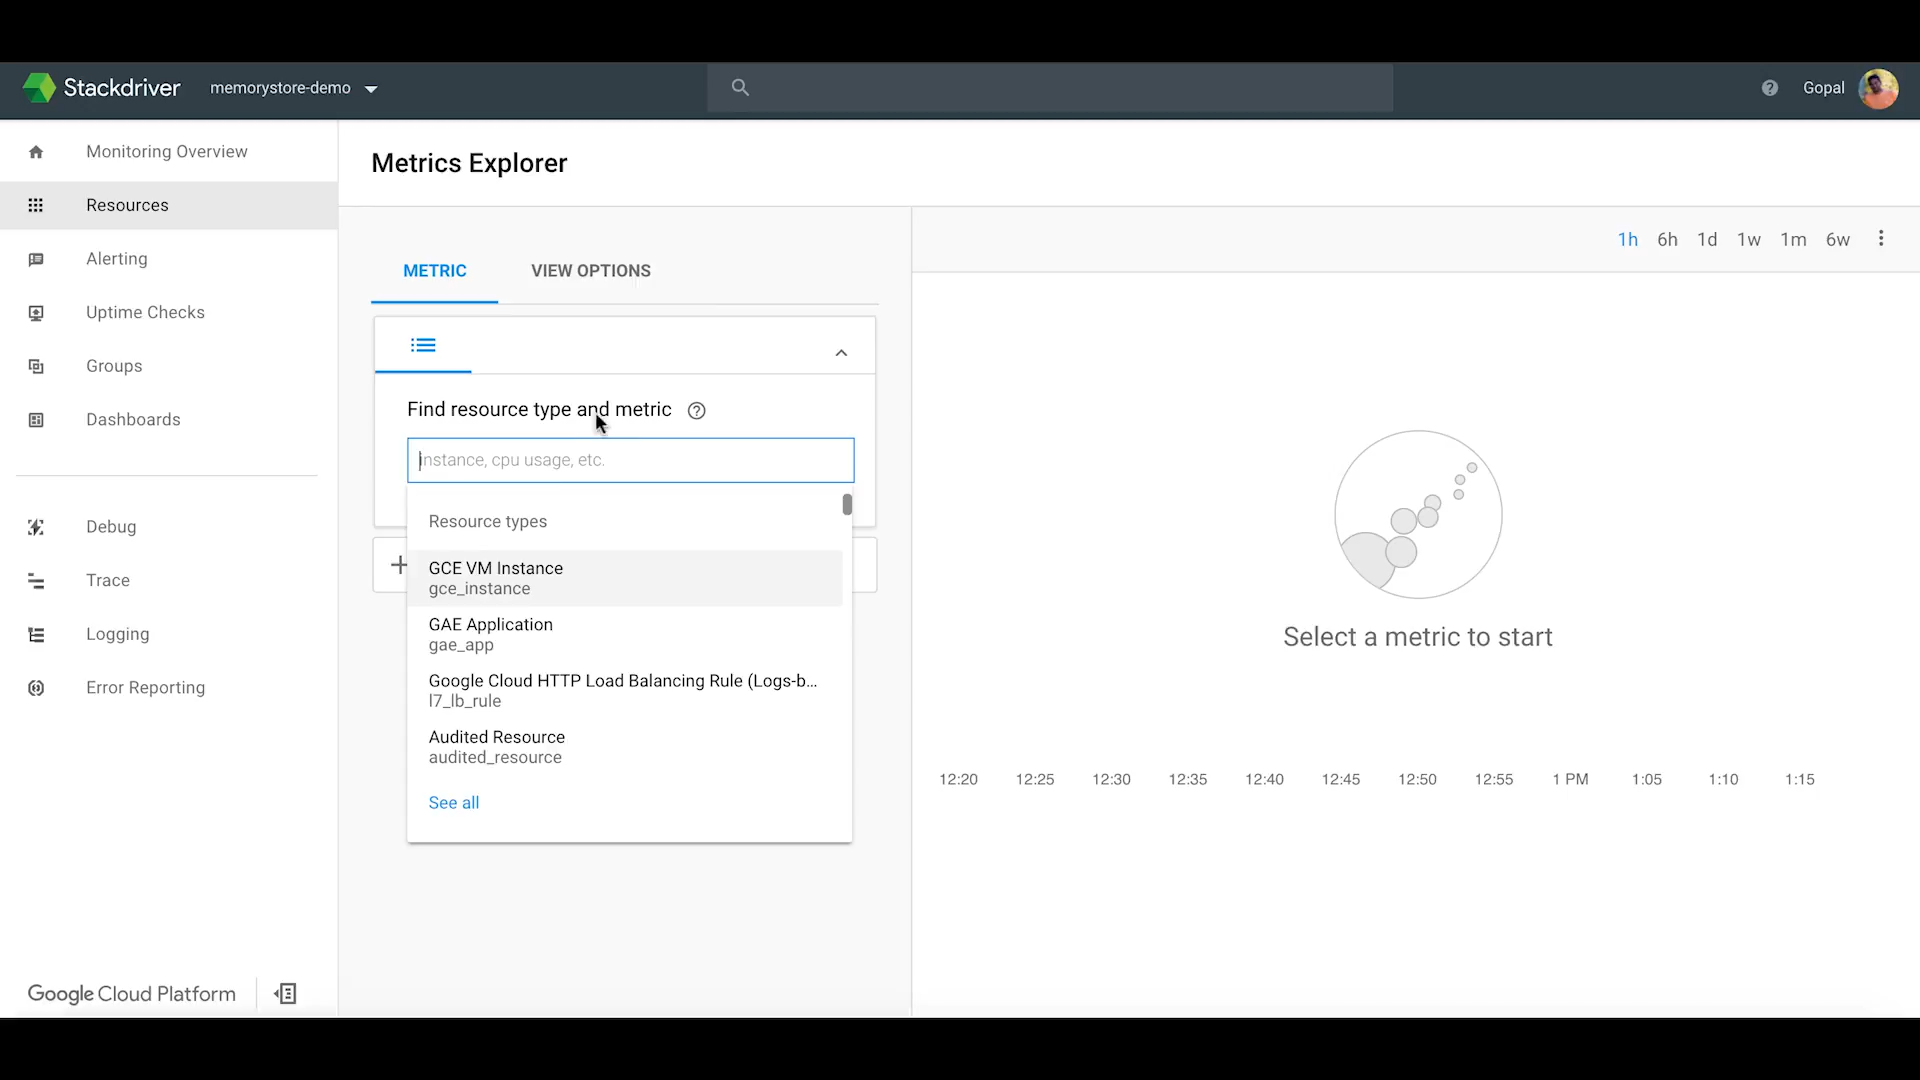 Stackdriver
memorystore-demo
Gopal
Monitoring Overview
Resources
Alerting
Uptime Checks
Groups
Dashboards
Debug
Trace
Logging
Error Reporting
Google Cloud Platform
Metrics Explorer
METRIC
VIEW OPTIONS
Find resource type and metric
instance, cpu usage, etc.
Resource types
GCE VM Instance
gce_instance
GAE Application
gae_app
Google Cloud HTTP Load Balancing Rule (Logs-b...
l7_lb_rule
Audited Resource
audited_resource
See all
1h 6h 1d 1w 1m 6w
Select a metric to start
12:20 12:25 12:30 12:35 12:40 12:45 12:50 12:55 1 PM 1:05 1:10 1:15